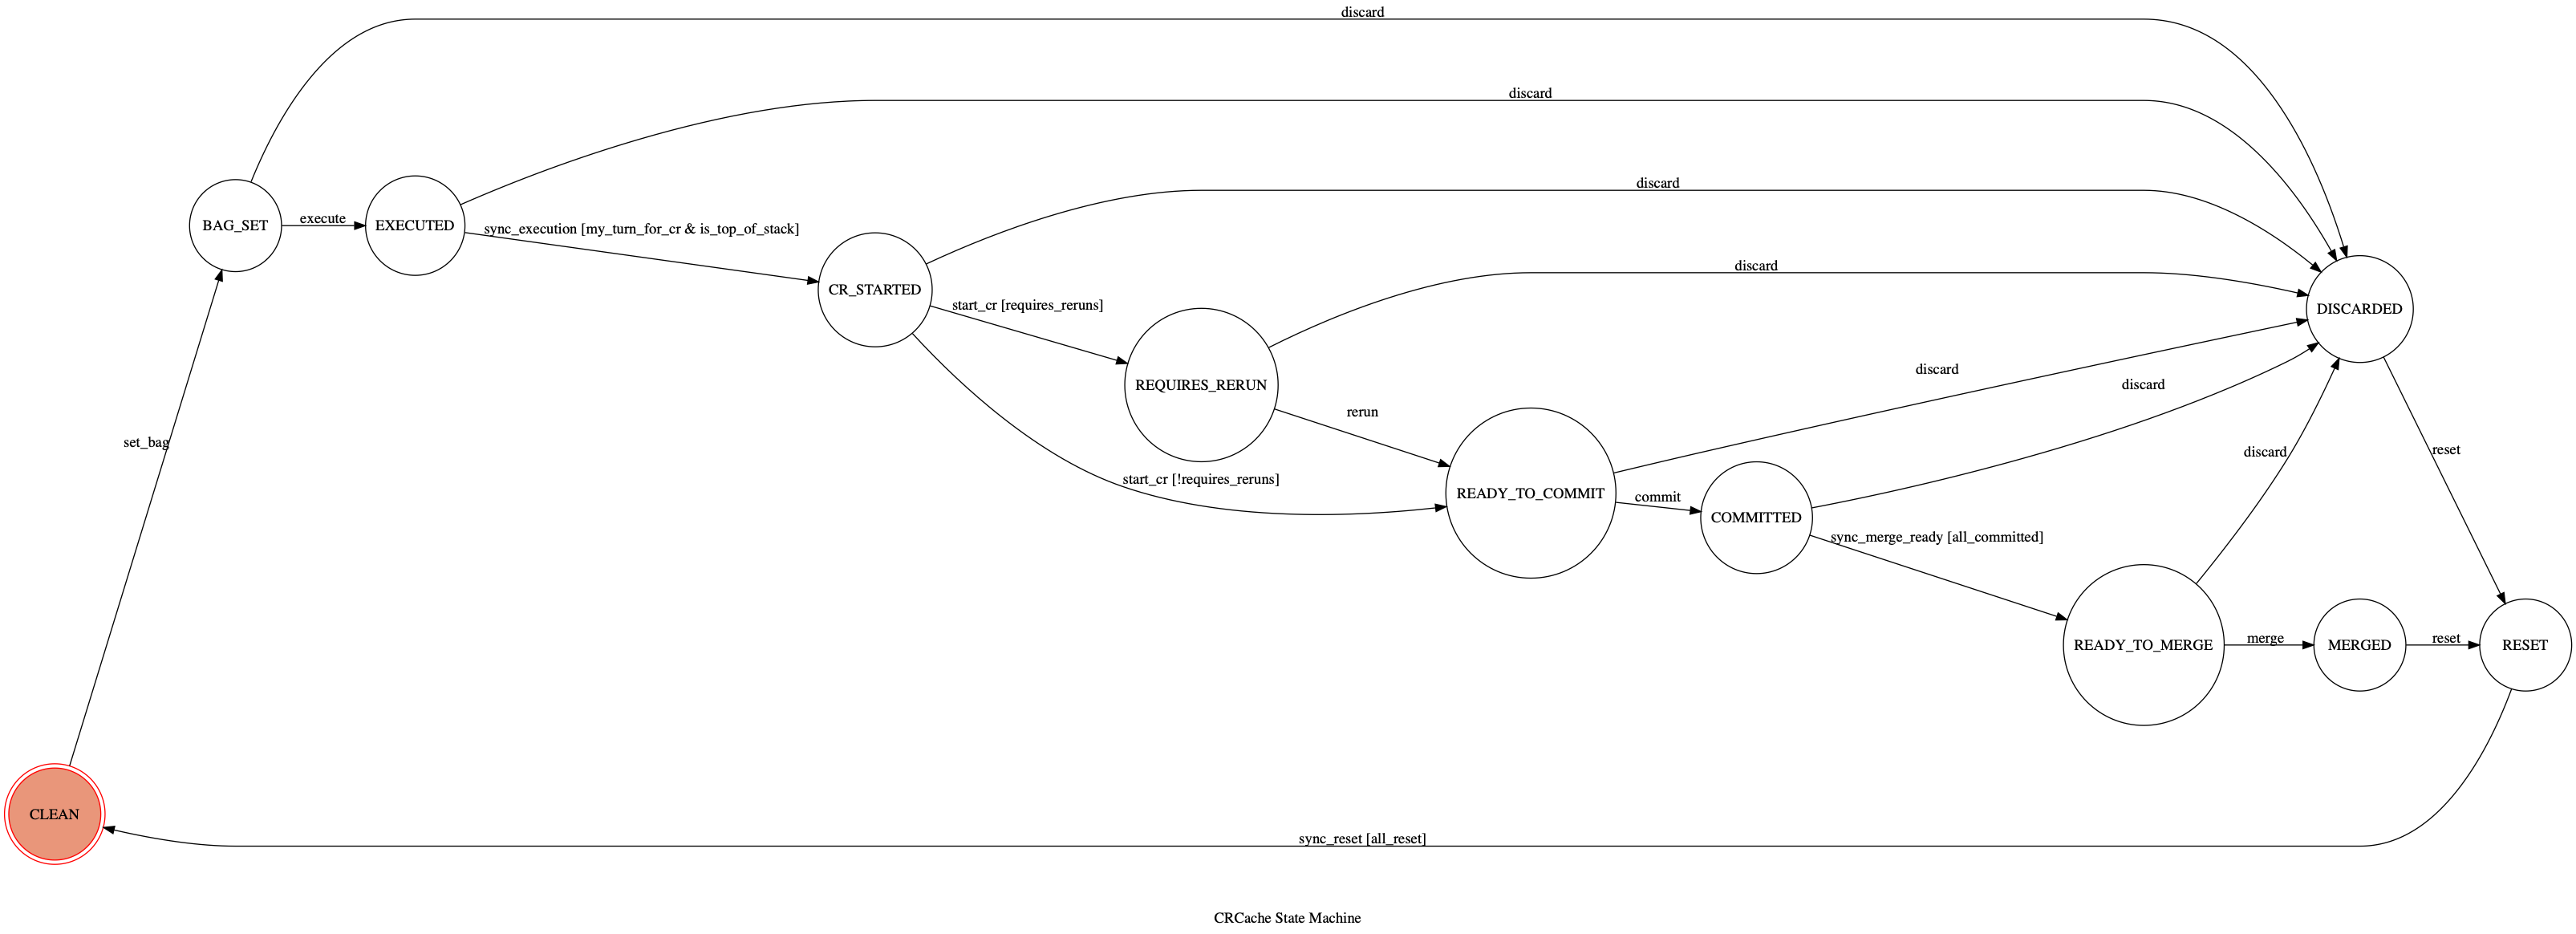 discard
discard
discard
BAG_SET
execute
EXECUTED
sync_execution [my_turn_for_cr & is_top_of_stack]
discard
CR_STARTED
start_cr [requires_reruns]
DISCARDED
discard
REQUIRES_RERUN
discard
rerun
set_bag
discard
reset
start_cr [!requires_reruns]
READY_TO_COMMIT
commit
COMMITTED
sync_merge_ready [all_committed]
READY_TO_MERGE
merge
MERGED
reset
RESET
CLEAN
sync_reset [all_reset]
CRCache State Machine